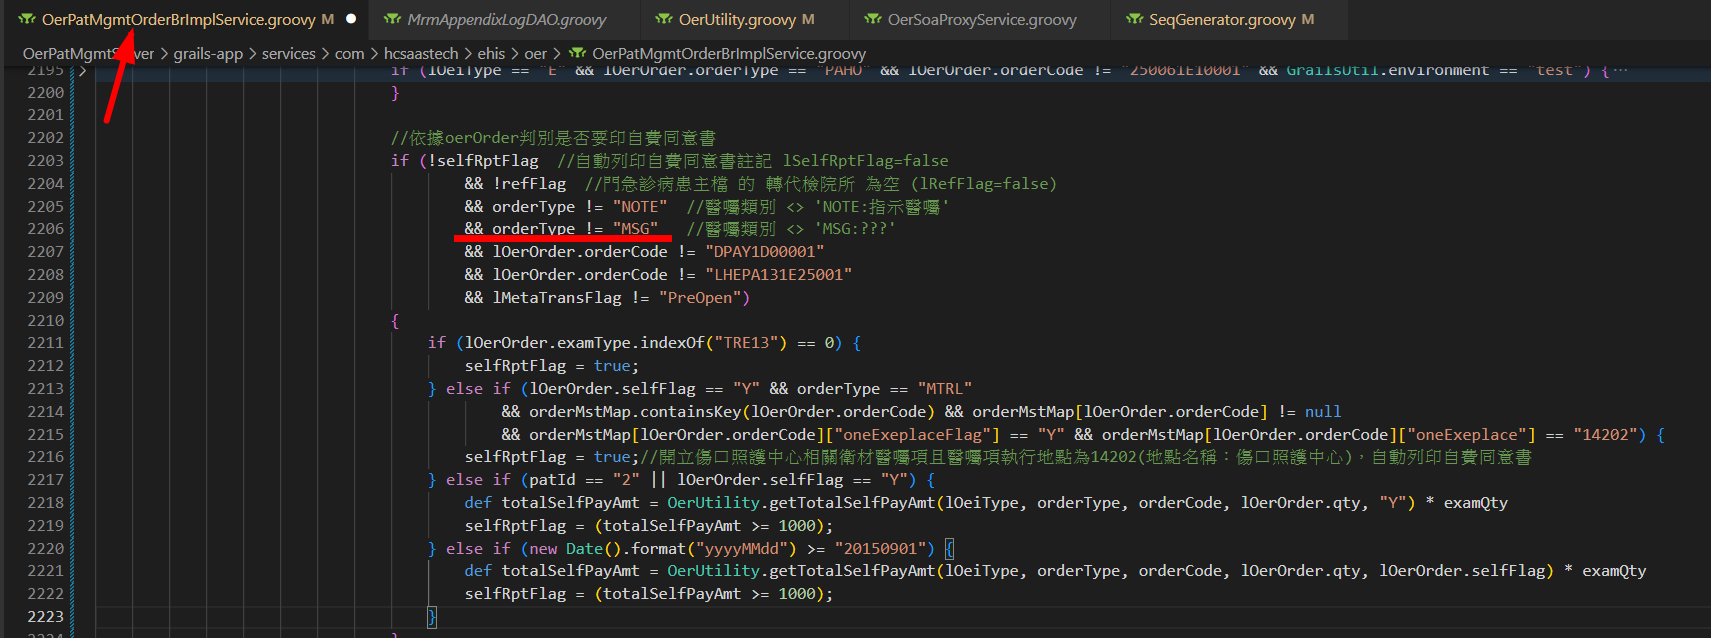 OerPatMgmtOrderBrImplService.groovy M MrmAppendixLogDAO.groovy OerUtility.groovy M OerSoaProxyService.groovy SeqGenerator.groovy M
OerPatMgmtServer > grails-app > services > com > hcsaastech > ehis > oer > OerPatMgmtOrderBrImplService.groovy
2195 if (lOeiType == "E" && lOerOrder.orderType == "PAHO" && lOerOrder.orderCode != "250061E10001" && GrailsUtil.environment == "test") { ···
2200 }
2201
2202 //依據oerOrder判別是否要印自費同意書
2203 if (!selfRptFlag //自動列印自費同意書註記 lSelfRptFlag=false
2204 && !refFlag //門急診病患主檔 的 轉代檢院所 為空 (lRefFlag=false)
2205 && orderType != "NOTE" //醫囑類別 <> 'NOTE:指示醫囑'
2206 && orderType != "MSG" //醫囑類別 <> 'MSG:???'
2207 && lOerOrder.orderCode != "DPAY1D00001"
2208 && lOerOrder.orderCode != "LHEPA131E25001"
2209 && lMetaTransFlag != "PreOpen")
2210 {
2211 if (lOerOrder.examType.indexOf("TRE13") == 0) {
2212 selfRptFlag = true;
2213 } else if (lOerOrder.selfFlag == "Y" && orderType == "MTRL"
2214 && orderMstMap.containsKey(lOerOrder.orderCode) && orderMstMap[lOerOrder.orderCode] != null
2215 && orderMstMap[lOerOrder.orderCode]["oneExeplaceFlag"] == "Y" && orderMstMap[lOerOrder.orderCode]["oneExeplace"] == "14202") {
2216 selfRptFlag = true;//開立傷口照護中心相關衛材醫囑項且醫囑項執行地點為14202(地點名稱：傷口照護中心)，自動列印自費同意書
2217 } else if (patId == "2" || lOerOrder.selfFlag == "Y") {
2218 def totalSelfPayAmt = OerUtility.getTotalSelfPayAmt(lOeiType, orderType, orderCode, lOerOrder.qty, "Y") * examQty
2219 selfRptFlag = (totalSelfPayAmt >= 1000);
2220 } else if (new Date().format("yyyyMMdd") >= "20150901") {
2221 def totalSelfPayAmt = OerUtility.getTotalSelfPayAmt(lOeiType, orderType, orderCode, lOerOrder.qty, lOerOrder.selfFlag) * examQty
2222 selfRptFlag = (totalSelfPayAmt >= 1000);
2223 }
2224 }